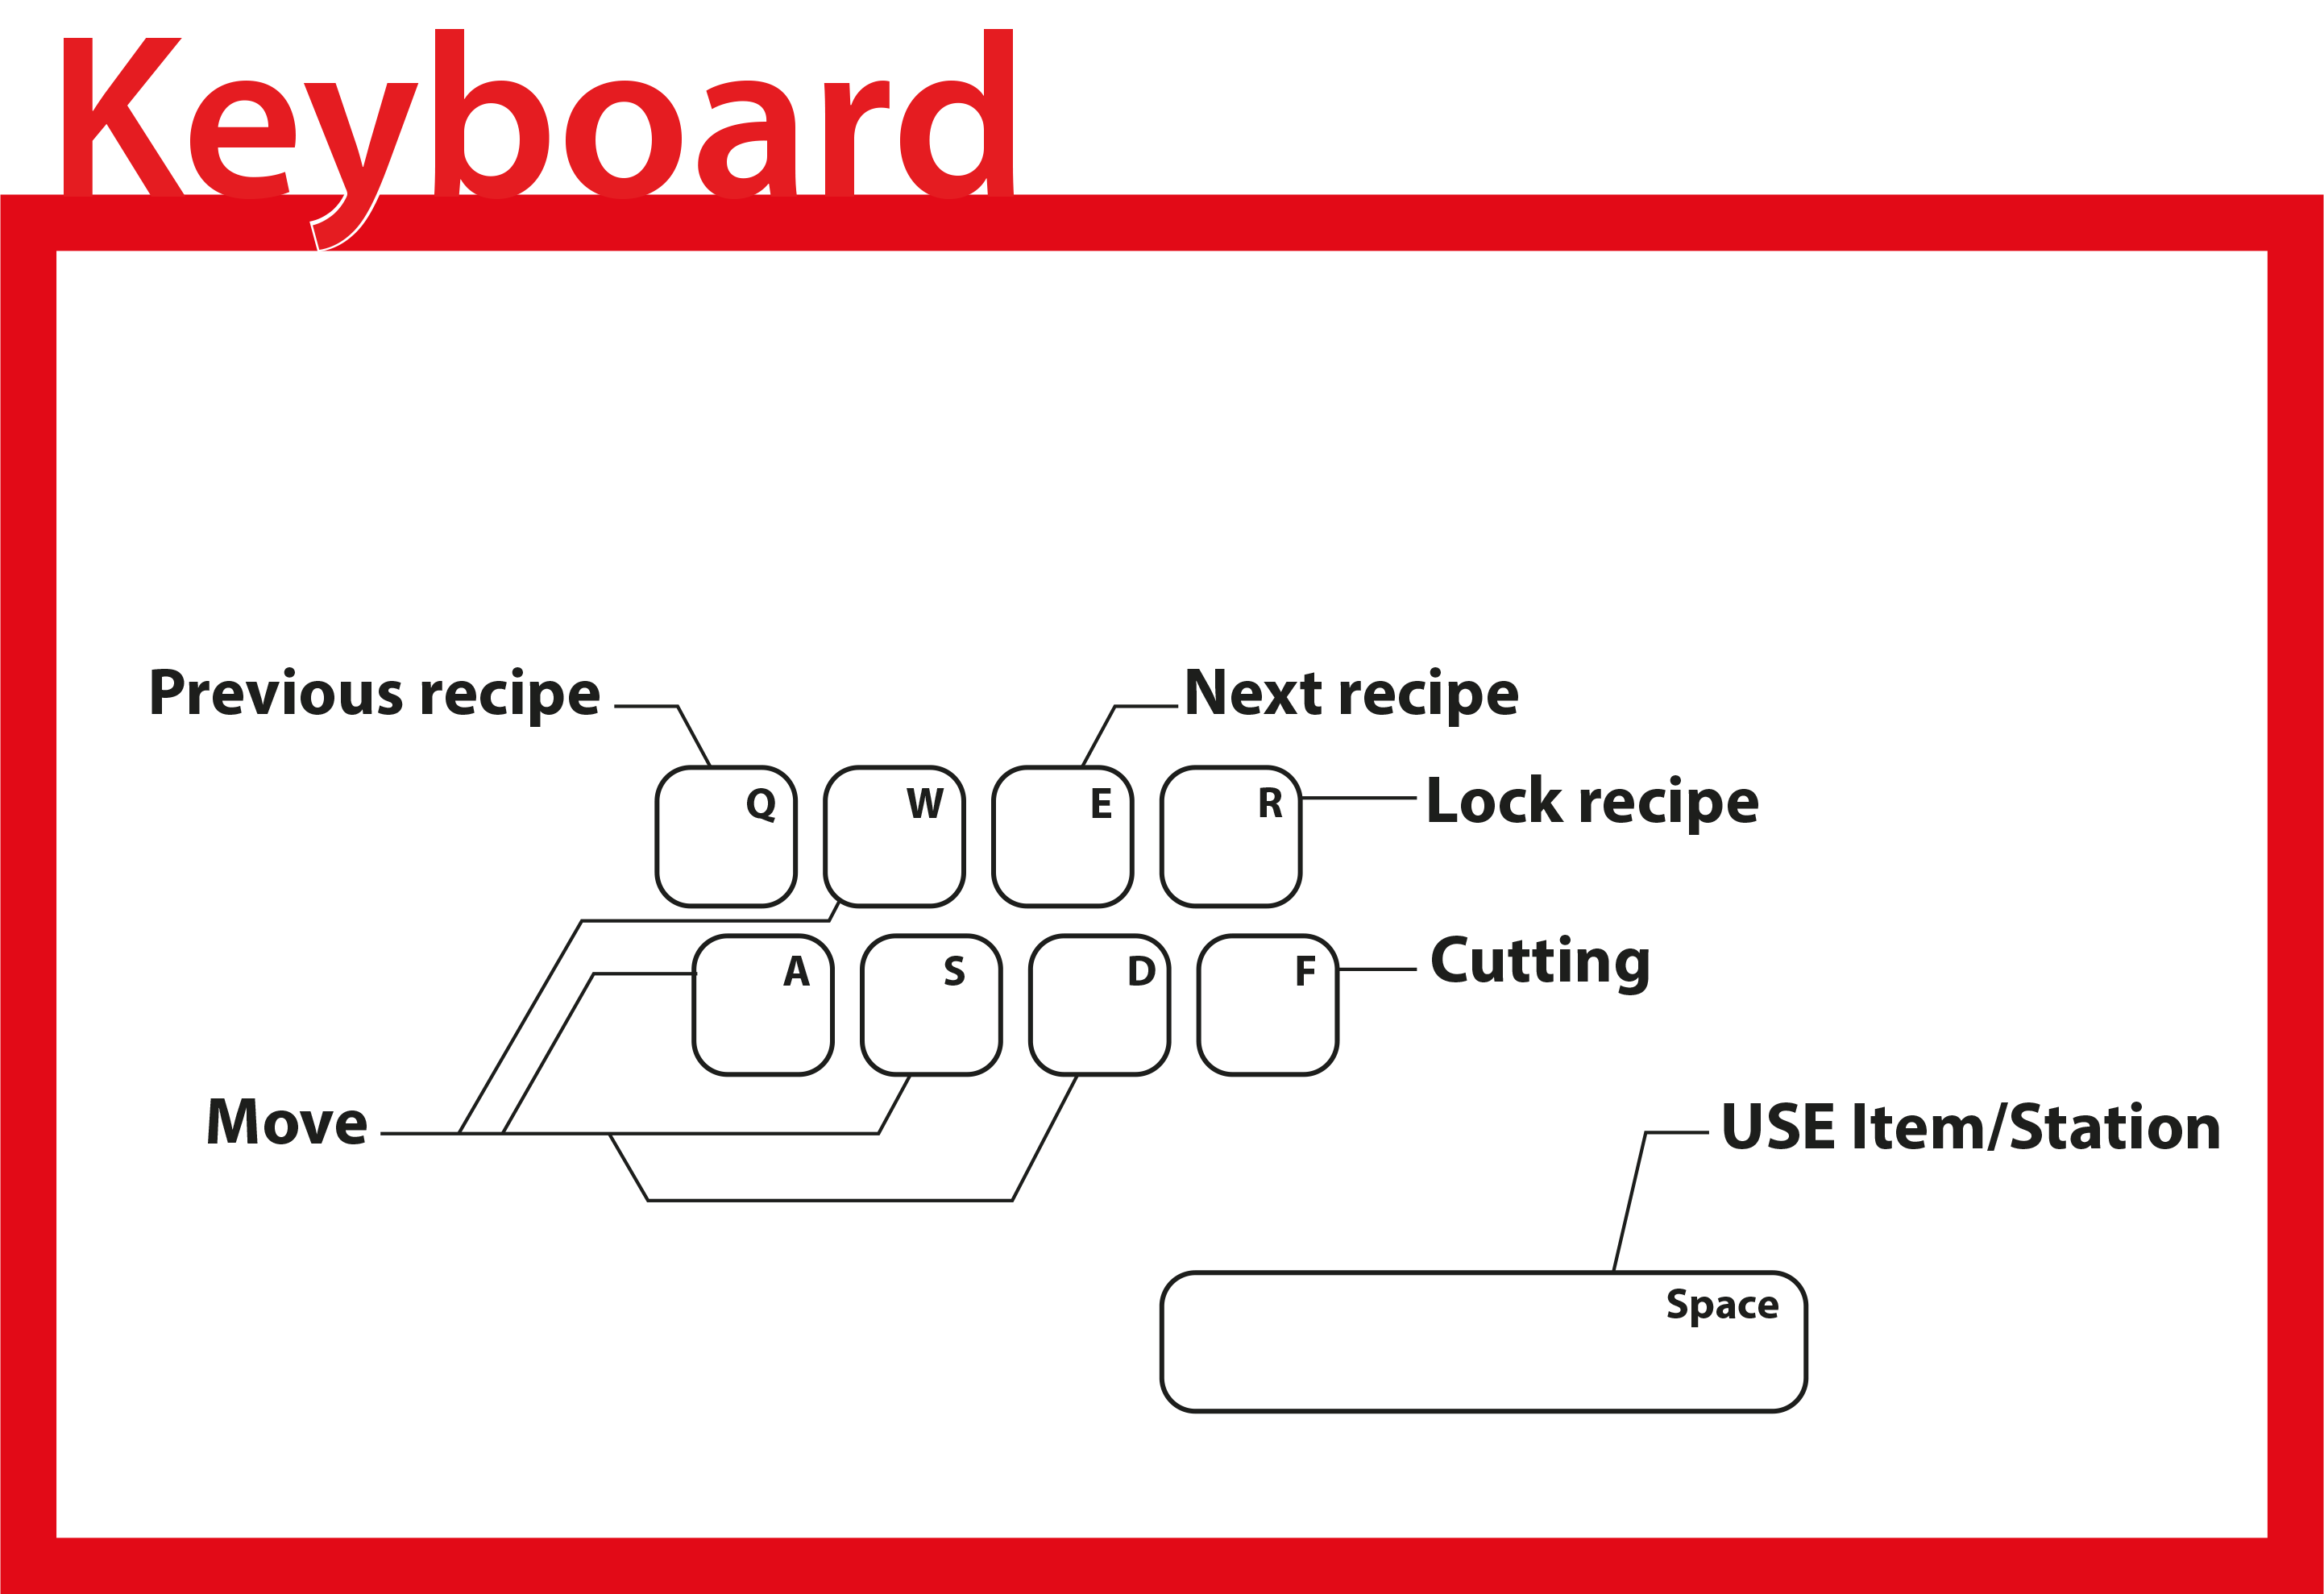 Keyboard
Previous recipe
Next recipe
Q
W
E
R
Lock recipe
A
S
D
F
Cutting
Move
USE Item/Station
Space